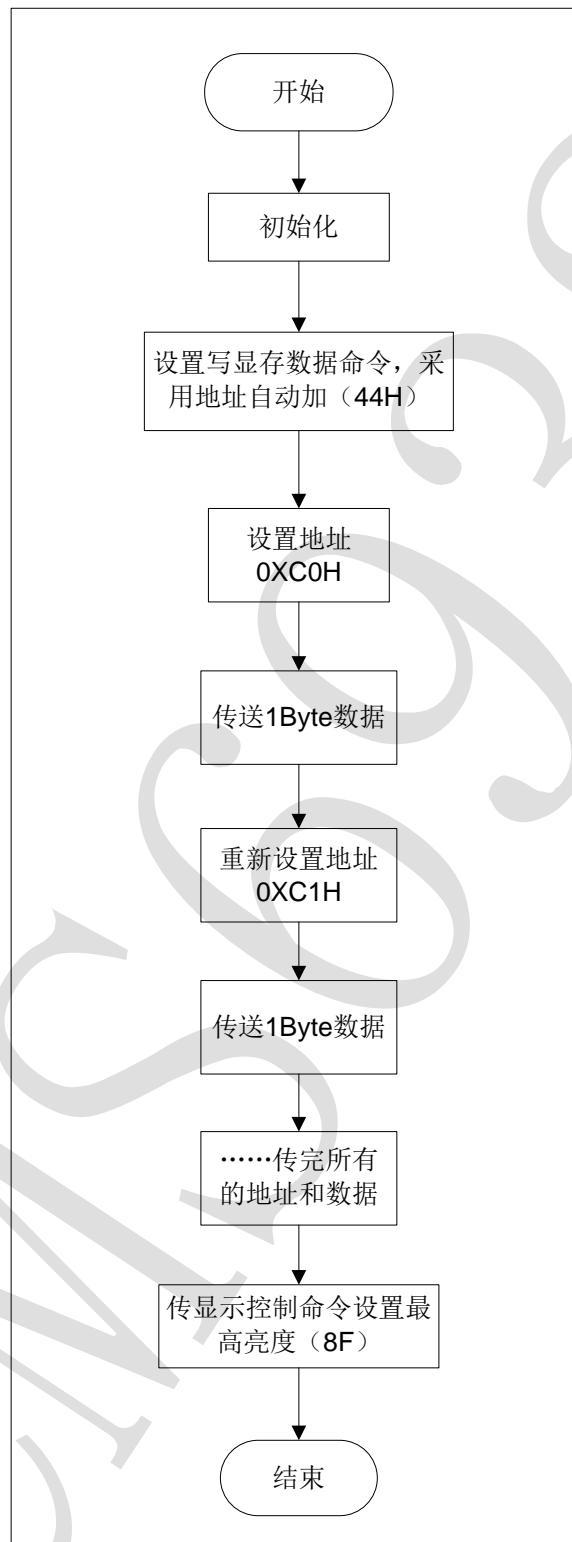 开始
初始化
设置写显存数据命令，采
用地址自动加（44H）
设置地址
0XC0H
传送1Byte数据
重新设置地址
0XC1H
传送1Byte数据
……传完所有
的地址和数据
传显示控制命令设置最
高亮度（8F）
结束